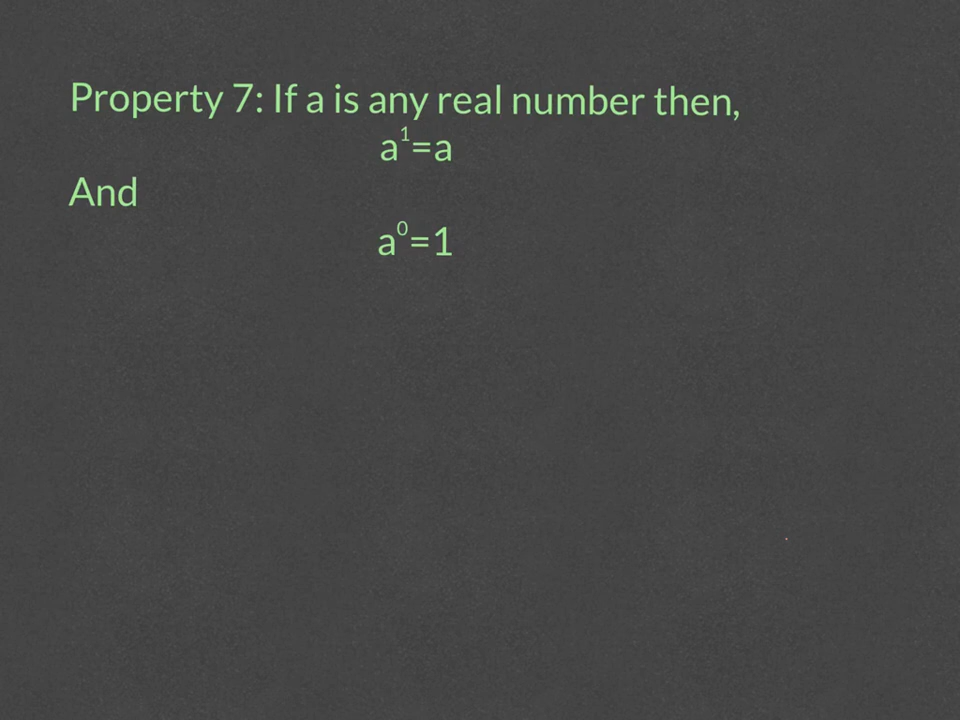 Property 7: If a is any real number then,
a¹=a
And
a⁰=1